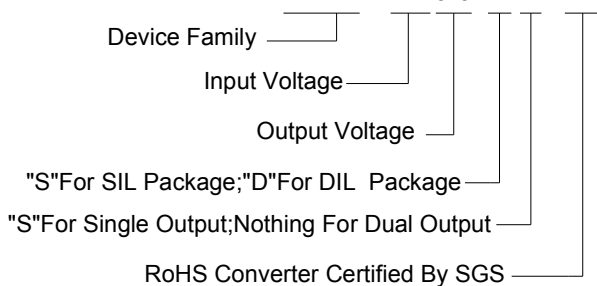 Device Family
Input Voltage
Output Voltage
"S"For SIL Package;"D"For DIL Package
"S"For Single Output;Nothing For Dual Output
RoHS Converter Certified By SGS